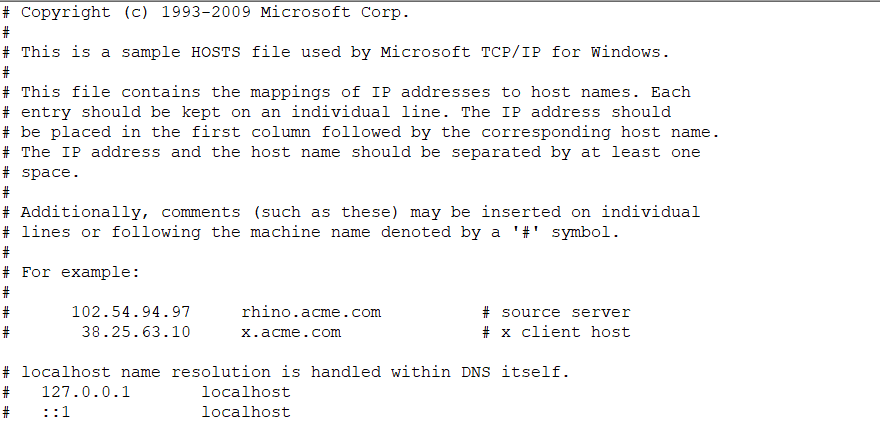 # Copyright (c) 1993-2009 Microsoft Corp.
#
# This is a sample HOSTS file used by Microsoft TCP/IP for Windows.
#
# This file contains the mappings of IP addresses to host names. Each
# entry should be kept on an individual line. The IP address should
# be placed in the first column followed by the corresponding host name.
# The IP address and the host name should be separated by at least one
# space.
#
# Additionally, comments (such as these) may be inserted on individual
# lines or following the machine name denoted by a '#' symbol.
#
# For example:
#
#      102.54.94.97     rhino.acme.com          # source server
#       38.25.63.10     x.acme.com              # x client host

# localhost name resolution is handled within DNS itself.
#   127.0.0.1       localhost
#   ::1             localhost